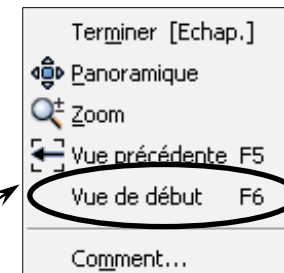 Terminer [Echap.]
Panoramique
Zoom
Vue précédente F5
Vue de début F6
Comment...